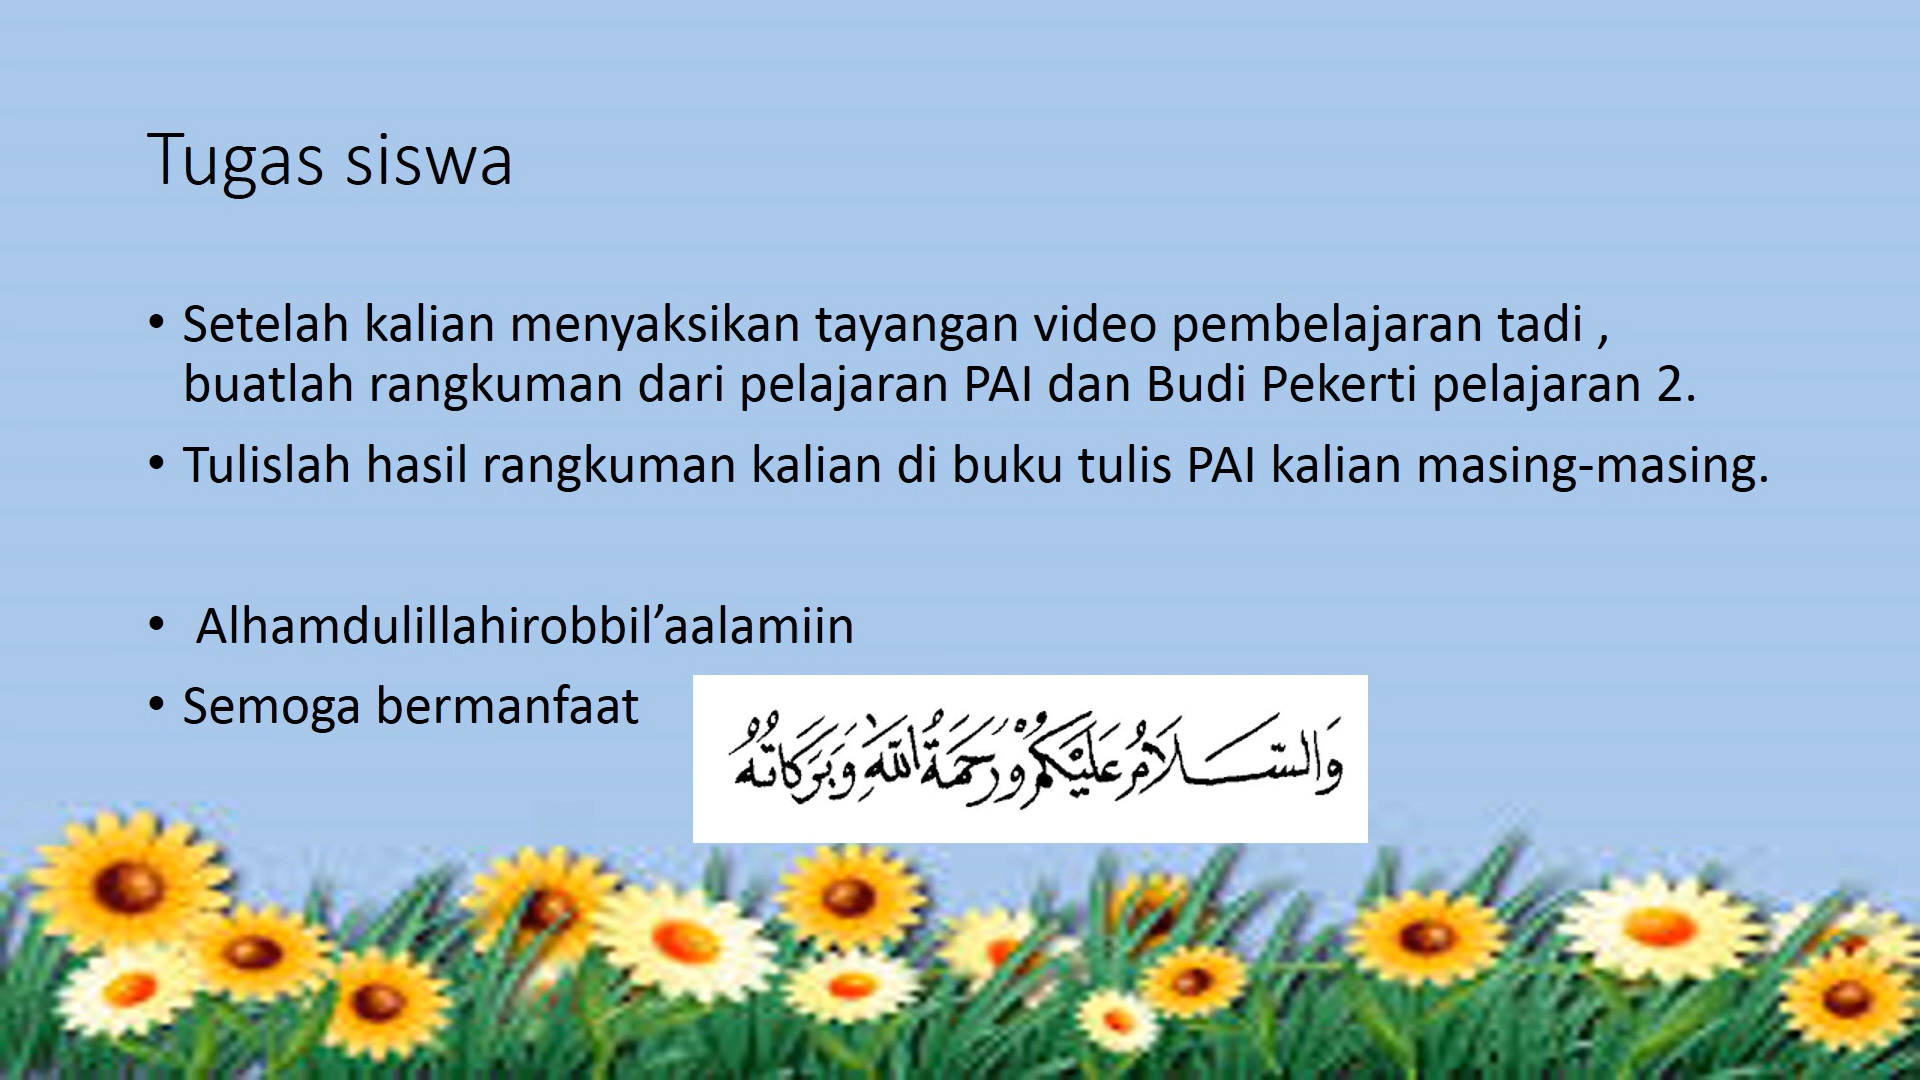 Tugas siswa
• Setelah kalian menyaksikan tayangan video pembelajaran tadi ,
buatlah rangkuman dari pelajaran PAI dan Budi Pekerti pelajaran 2.
• Tulislah hasil rangkuman kalian di buku tulis PAI kalian masing-masing.
• Alhamdulillahirobbil’aalamiin
• Semoga bermanfaat
وَالسَّلَامُ عَلَيْكُمْ وَرَحْمَةُ اللَّهِ وَبَرَكَاتُهُ